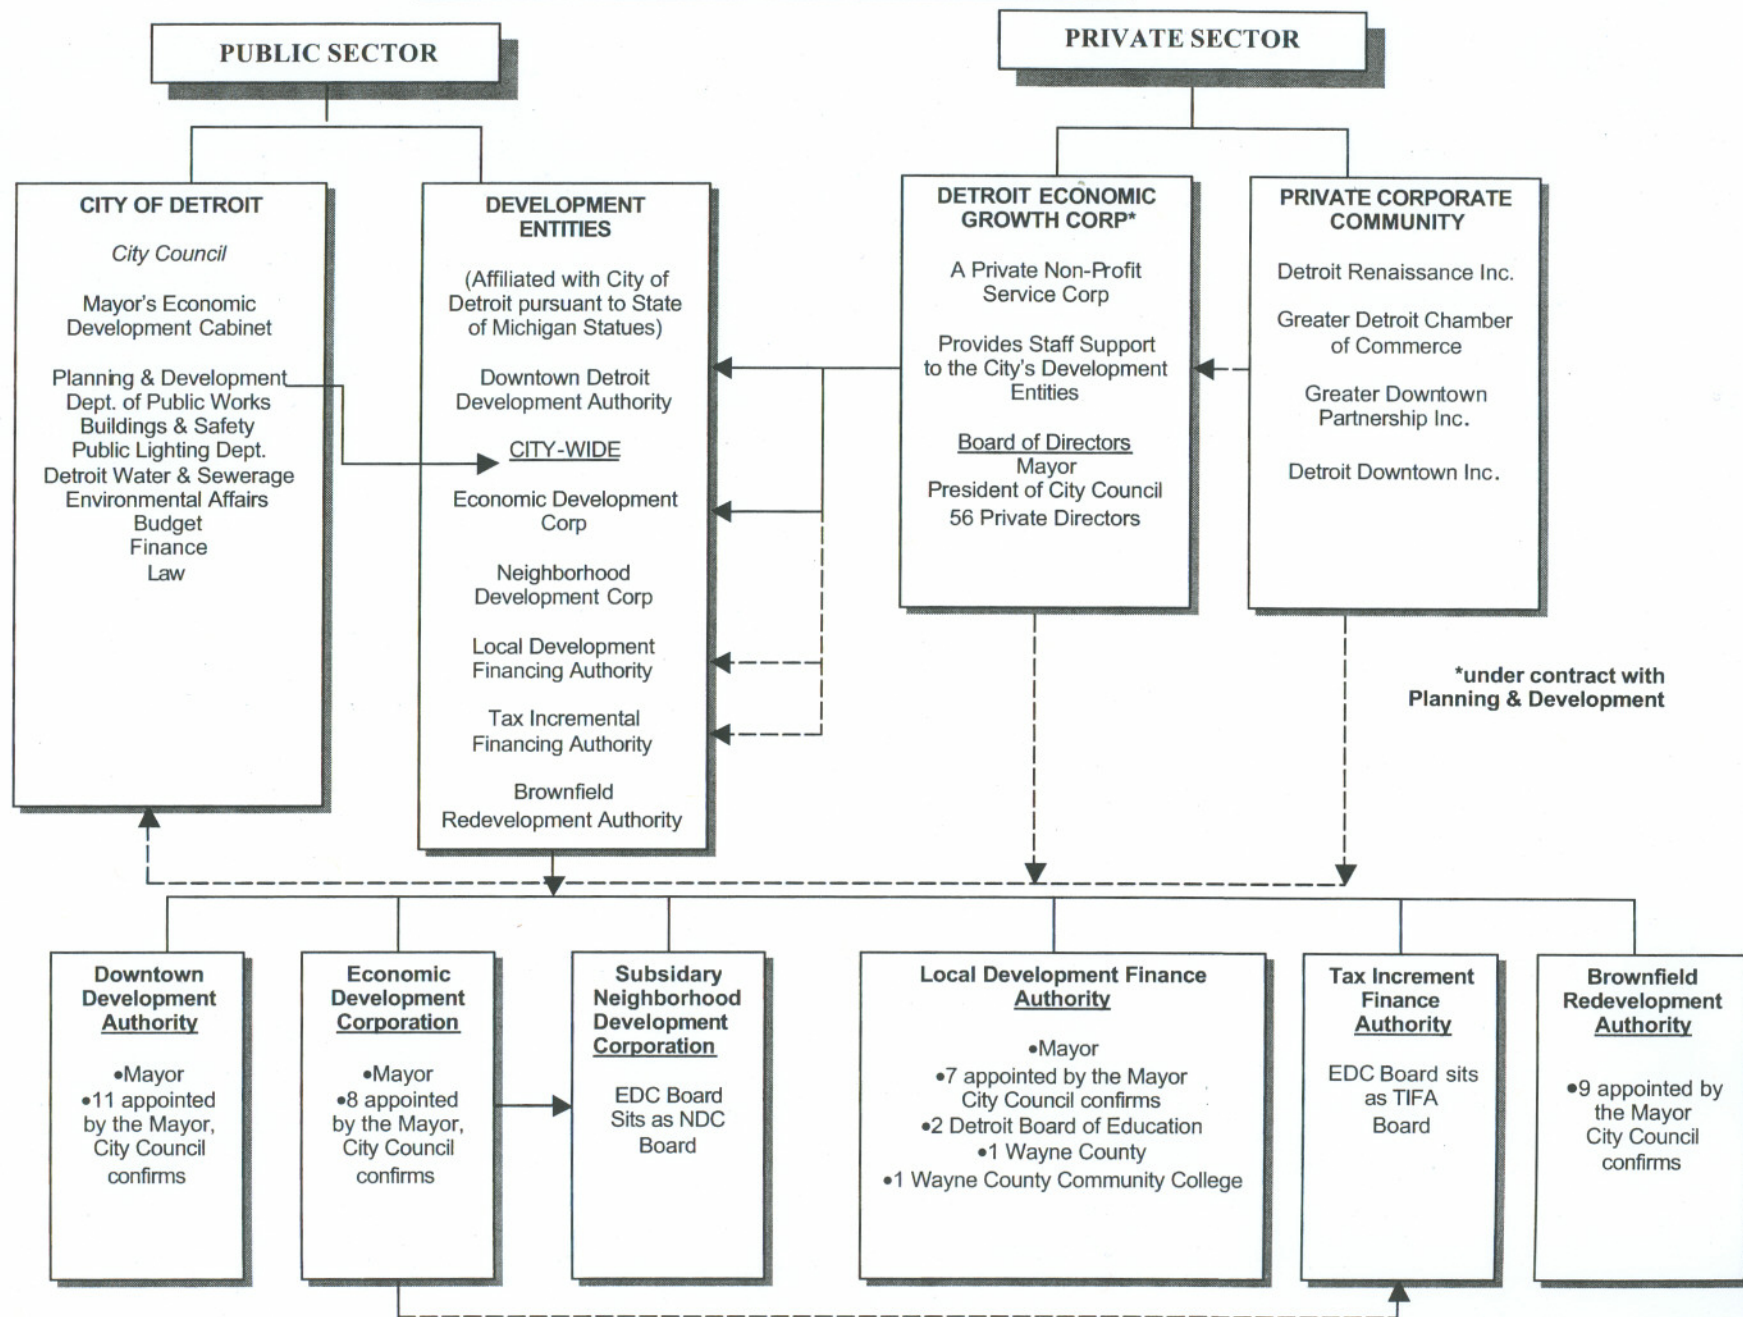 PUBLIC SECTOR
PRIVATE SECTOR
CITY OF DETROIT
City Council
Mayor's Economic
Development Cabinet
Planning & Development
Dept. of Public Works
Buildings & Safety
Public Lighting Dept.
Detroit Water & Sewerage
Environmental Affairs
Budget
Finance
Law
DEVELOPMENT
ENTITIES
(Affiliated with City of
Detroit pursuant to State
of Michigan Statues)
Downtown Detroit
Development Authority
CITY-WIDE
Economic Development
Corp
Neighborhood
Development Corp
Local Development
Financing Authority
Tax Incremental
Financing Authority
Brownfield
Redevelopment Authority
DETROIT ECONOMIC
GROWTH CORP*
A Private Non-Profit
Service Corp
Provides Staff Support
to the City's Development
Entities
Board of Directors
Mayor
President of City Council
56 Private Directors
PRIVATE CORPORATE
COMMUNITY
Detroit Renaissance Inc.
Greater Detroit Chamber
of Commerce
Greater Downtown
Partnership Inc.
Detroit Downtown Inc.
*under contract with
Planning & Development
Downtown
Development
Authority
•Mayor
•11 appointed
by the Mayor,
City Council
confirms
Economic
Development
Corporation
•Mayor
•8 appointed
by the Mayor,
City Council
confirms
Subsidary
Neighborhood
Development
Corporation
EDC Board
Sits as NDC
Board
Local Development Finance
Authority
•Mayor
•7 appointed by the Mayor
City Council confirms
•2 Detroit Board of Education
•1 Wayne County
•1 Wayne County Community College
Tax Increment
Finance
Authority
EDC Board sits
as TIFA
Board
Brownfield
Redevelopment
Authority
•9 appointed by
the Mayor
City Council
confirms